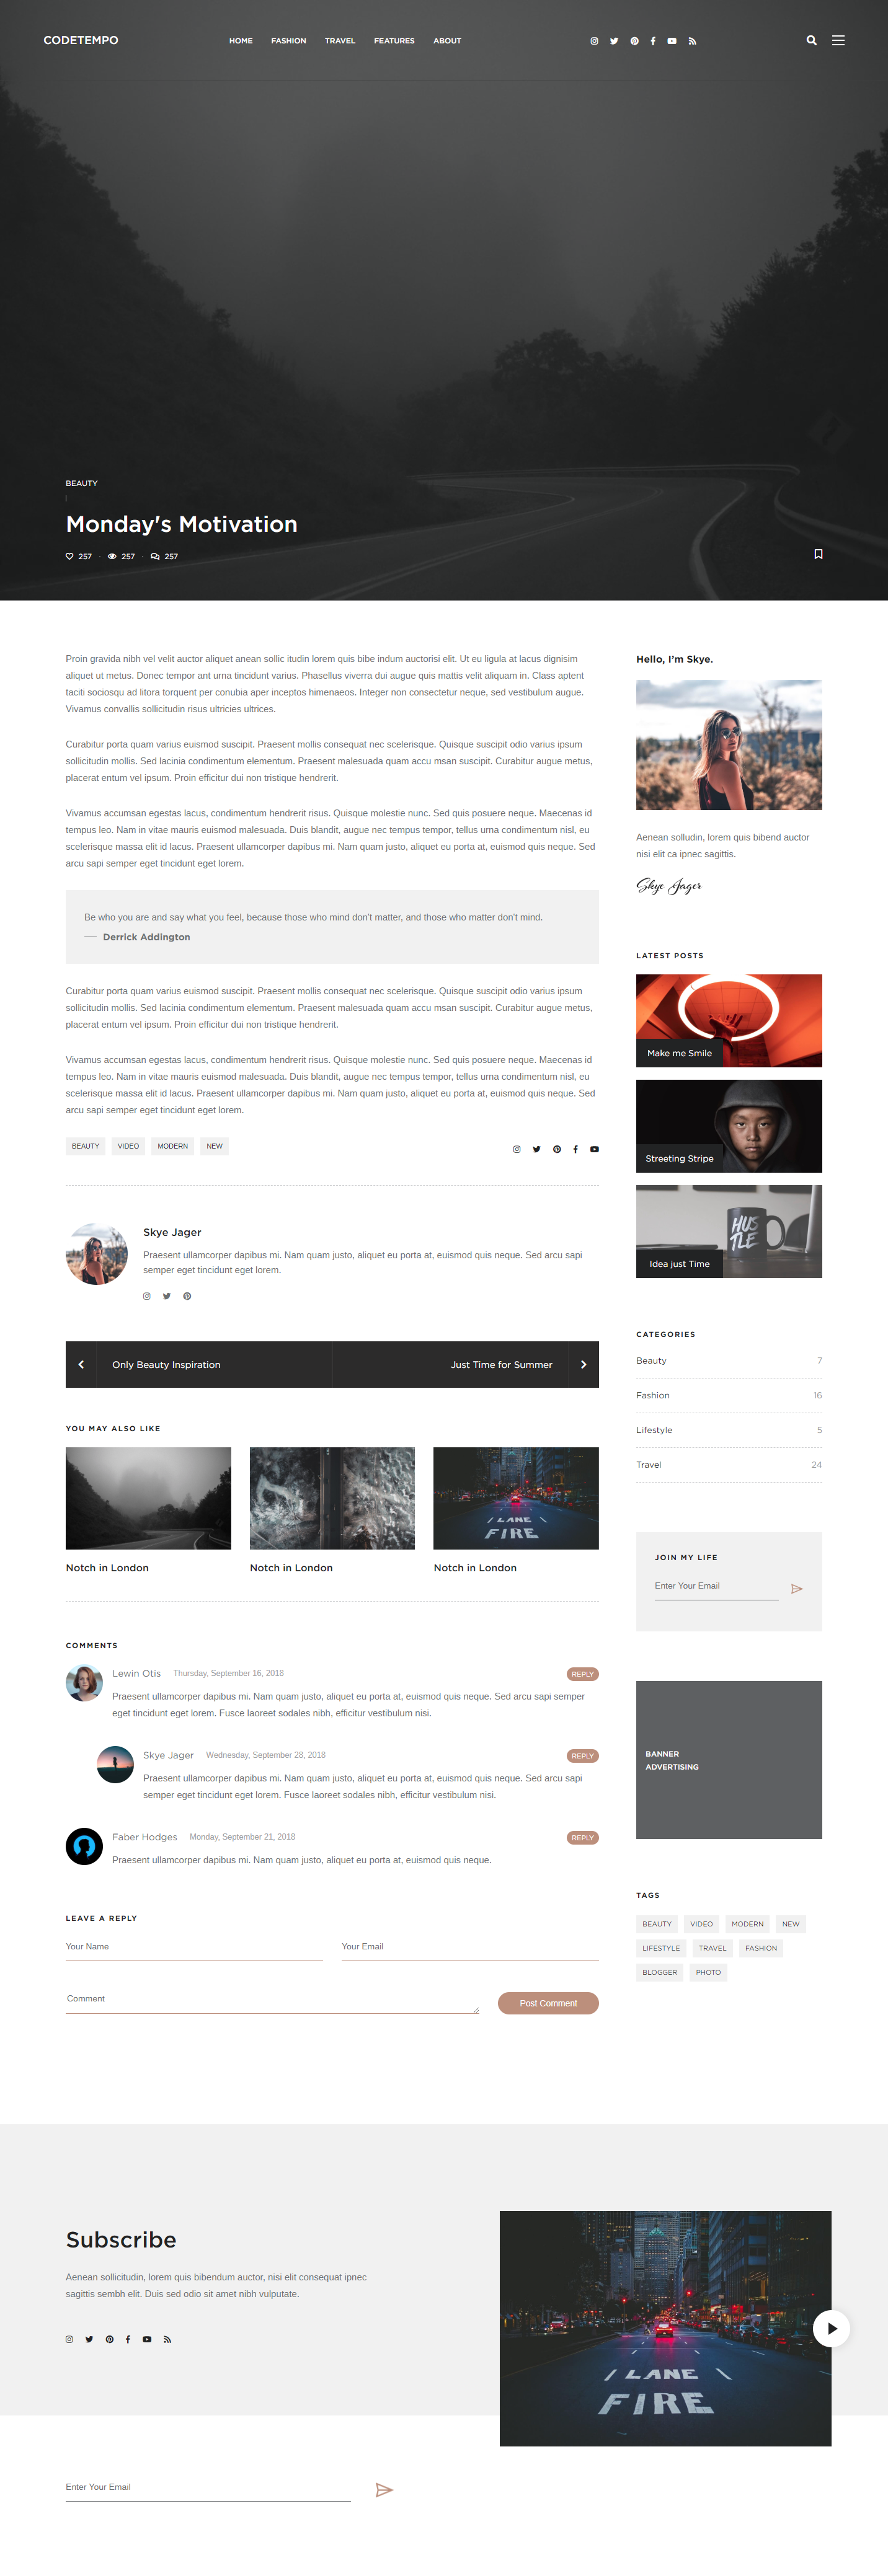 CODETEMPO
HOME FASHION TRAVEL FEATURES ABOUT
BEAUTY
Monday's Motivation
257 257 257
Proin gravida nibh vel velit auctor aliquet anean sollic itudin lorem quis bibe indum auctorisi elit. Ut eu ligula at lacus dignisim
aliquet ut metus. Donec tempor ant urna tincidunt varius. Phasellus viverra dui augue quis mattis velit aliquam in. Class aptent
taciti sociosqu ad litora torquent per conubia aper inceptos himenaeos. Integer non consectetur neque, sed vestibulum augue.
Vivamus convallis sollicitudin risus ultricies ultrices.
Curabitur porta quam varius euismod suscipit. Praesent mollis consequat nec scelerisque. Quisque suscipit odio varius ipsum
sollicitudin mollis. Sed lacinia condimentum elementum. Praesent malesuada quam accu msan suscipit. Curabitur augue metus,
placerat entum vel ipsum. Proin efficitur dui non tristique hendrerit.
Vivamus accumsan egestas lacus, condimentum hendrerit risus. Quisque molestie nunc. Sed quis posuere neque. Maecenas id
tempus leo. Nam in vitae mauris euismod malesuada. Duis blandit, augue nec tempus tempor, tellus urna condimentum nisl, eu
scelerisque massa elit id lacus. Praesent ullamcorper dapibus mi. Nam quam justo, aliquet eu porta at, euismod quis neque. Sed
arcu sapi semper eget tincidunt eget lorem.
Be who you are and say what you feel, because those who mind don't matter, and those who matter don't mind.
— Derrick Addington
Curabitur porta quam varius euismod suscipit. Praesent mollis consequat nec scelerisque. Quisque suscipit odio varius ipsum
sollicitudin mollis. Sed lacinia condimentum elementum. Praesent malesuada quam accu msan suscipit. Curabitur augue metus,
placerat entum vel ipsum. Proin efficitur dui non tristique hendrerit.
Vivamus accumsan egestas lacus, condimentum hendrerit risus. Quisque molestie nunc. Sed quis posuere neque. Maecenas id
tempus leo. Nam in vitae mauris euismod malesuada. Duis blandit, augue nec tempus tempor, tellus urna condimentum nisl, eu
scelerisque massa elit id lacus. Praesent ullamcorper dapibus mi. Nam quam justo, aliquet eu porta at, euismod quis neque. Sed
arcu sapi semper eget tincidunt eget lorem.
BEAUTY VIDEO MODERN NEW
Skye Jager
Praesent ullamcorper dapibus mi. Nam quam justo, aliquet eu porta at, euismod quis neque. Sed arcu sapi
semper eget tincidunt eget lorem.
Only Beauty Inspiration Just Time for Summer
YOU MAY ALSO LIKE
LANE
FIRE
Notch in London Notch in London Notch in London
COMMENTS
Lewin Otis Thursday, September 16, 2018 REPLY
Praesent ullamcorper dapibus mi. Nam quam justo, aliquet eu porta at, euismod quis neque. Sed arcu sapi semper
eget tincidunt eget lorem. Fusce laoreet sodales nibh, efficitur vestibulum nisi.
Skye Jager Wednesday, September 28, 2018 REPLY
Praesent ullamcorper dapibus mi. Nam quam justo, aliquet eu porta at, euismod quis neque. Sed arcu sapi
semper eget tincidunt eget lorem. Fusce laoreet sodales nibh, efficitur vestibulum nisi.
Faber Hodges Monday, September 21, 2018 REPLY
Praesent ullamcorper dapibus mi. Nam quam justo, aliquet eu porta at, euismod quis neque.
LEAVE A REPLY
Your Name Your Email
Comment Post Comment
Hello, I'm Skye.
Aenean solludin, lorem quis bibend auctor
nisi elit ca ipnec sagittis.
Skye Jager
LATEST POSTS
Make me Smile
Streeting Stripe
HUS
TLE
Idea just Time
CATEGORIES
Beauty 7
Fashion 16
Lifestyle 5
Travel 24
JOIN MY LIFE
Enter Your Email
BANNER
ADVERTISING
TAGS
BEAUTY VIDEO MODERN NEW
LIFESTYLE TRAVEL FASHION
BLOGGER PHOTO
Subscribe
Aenean sollicitudin, lorem quis bibendum auctor, nisi elit consequat ipnec
sagittis sembh elit. Duis sed odio sit amet nibh vulputate.
LANE
FIRE
Enter Your Email